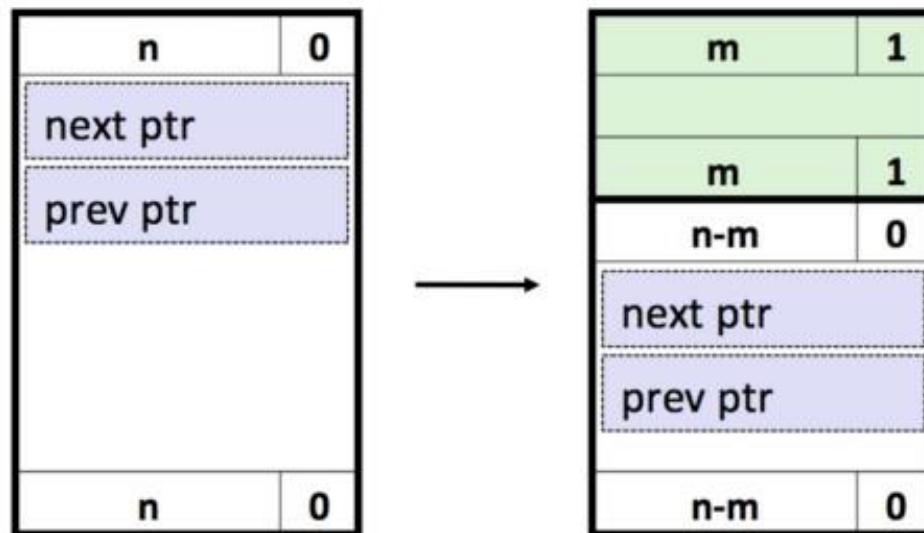 n 0
next ptr
prev ptr
n 0
m 1
m 1
n-m 0
next ptr
prev ptr
n-m 0